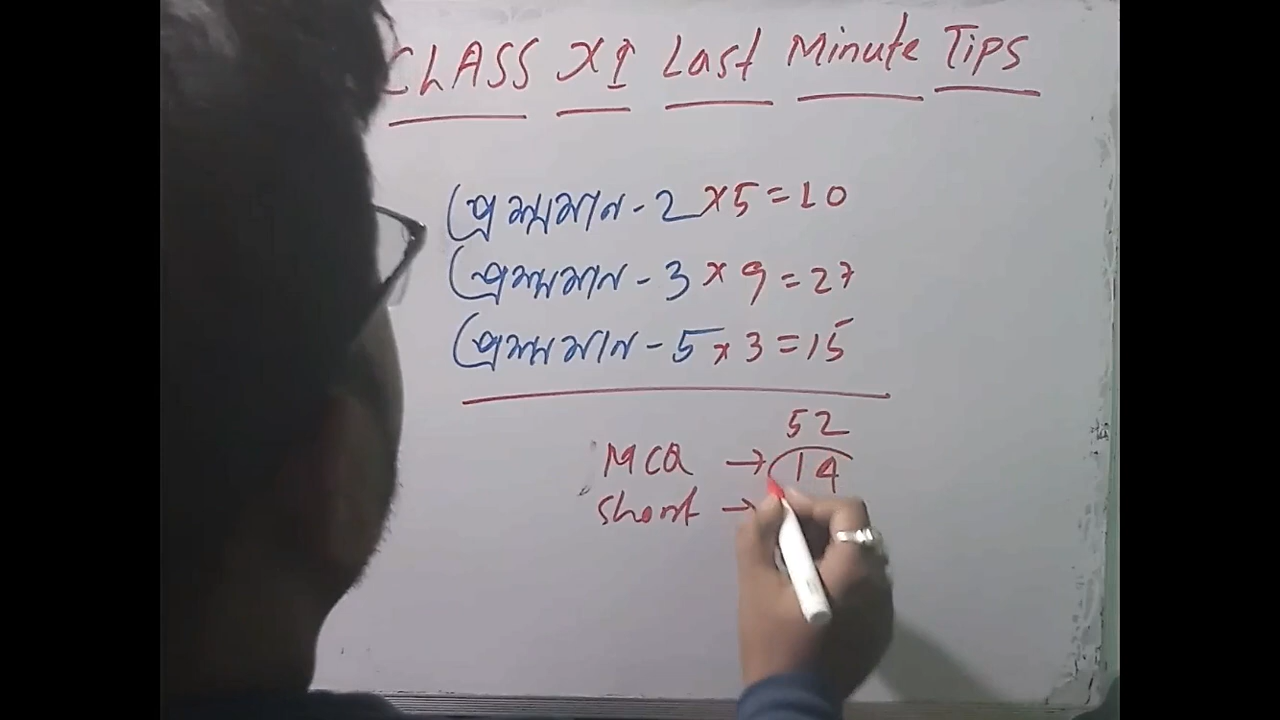 CLASS XI Last Minute Tips
প্রশ্নমান - 2 x 5 = 10
প্রশ্নমান - 3 x 9 = 27
প্রশ্নমান - 5 x 3 = 15
52
MCQ → 14
Short →